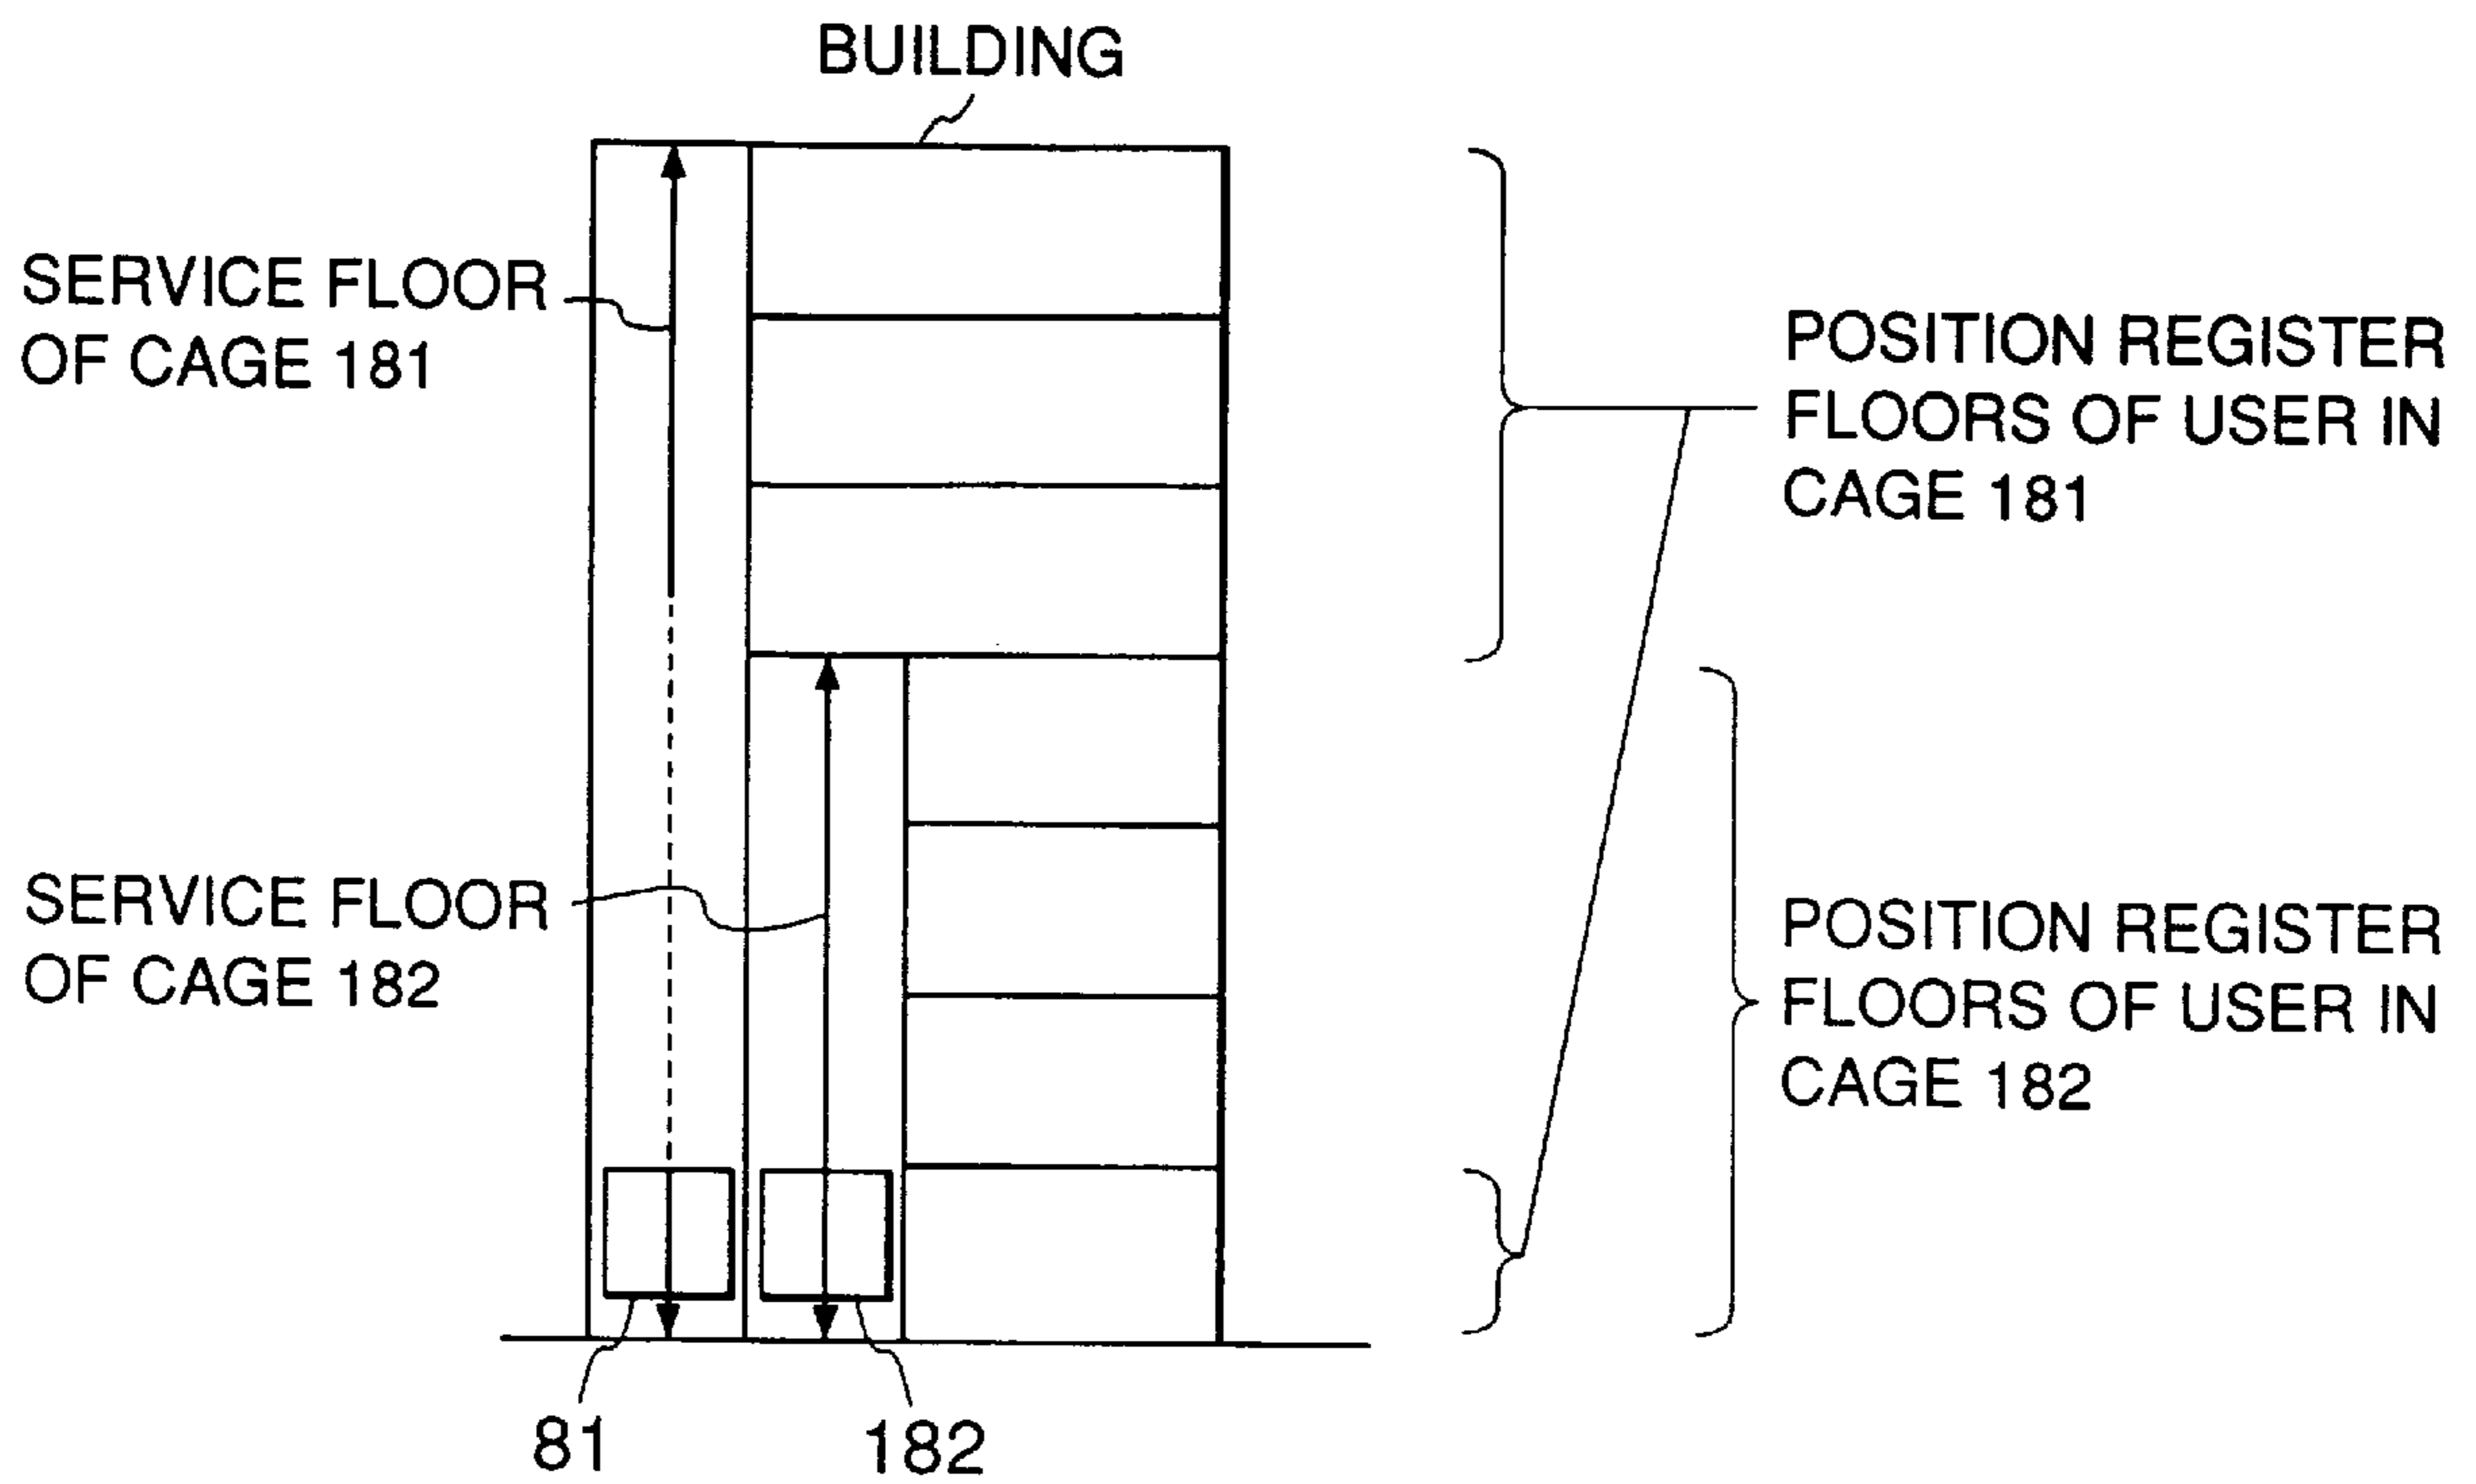 BUILDING
SERVICE FLOOR
OF CAGE 181
POSITION REGISTER
FLOORS OF USER IN
CAGE 181
SERVICE FLOOR
OF CAGE 182
POSITION REGISTER
FLOORS OF USER IN
CAGE 182
81
182